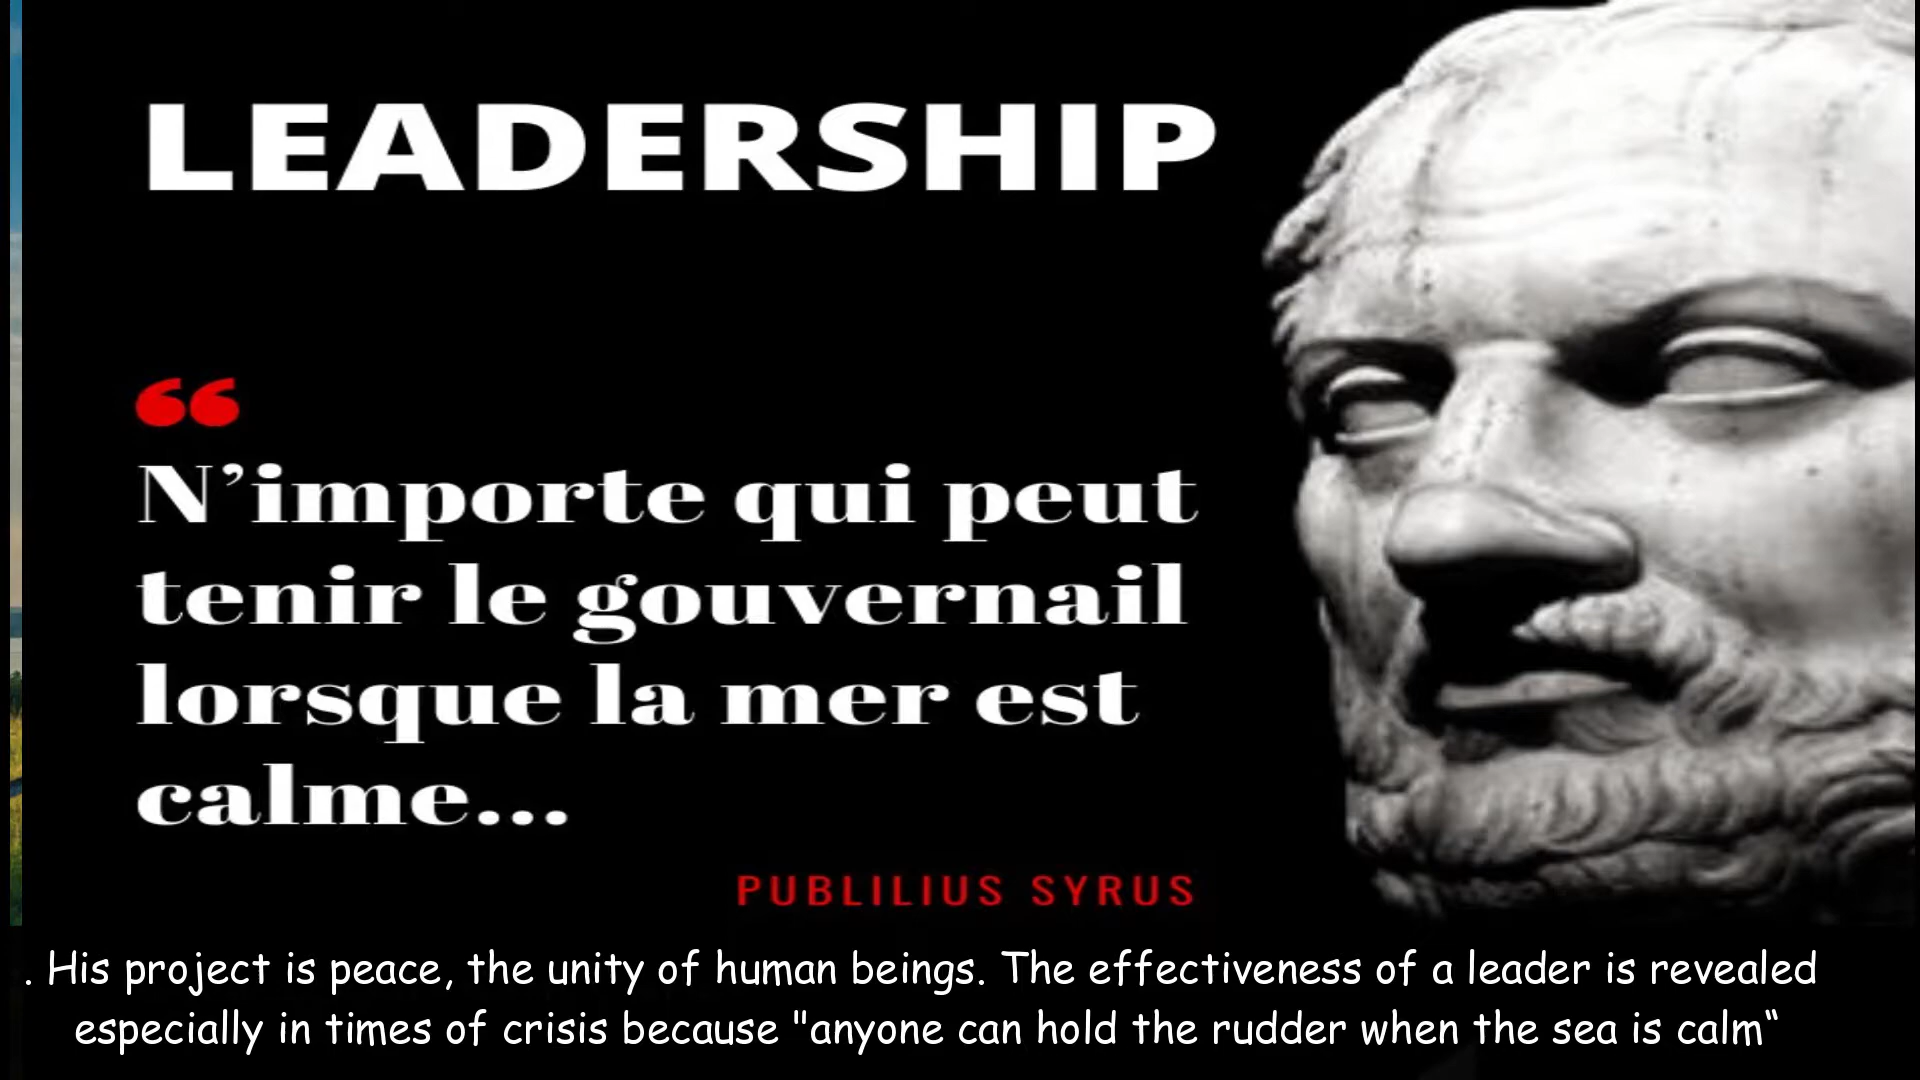 LEADERSHIP
“
N’importe qui peut
tenir le gouvernail
lorsque la mer est
calme...
PUBLILIUS SYRUS
. His project is peace, the unity of human beings. The effectiveness of a leader is revealed
especially in times of crisis because "anyone can hold the rudder when the sea is calm“